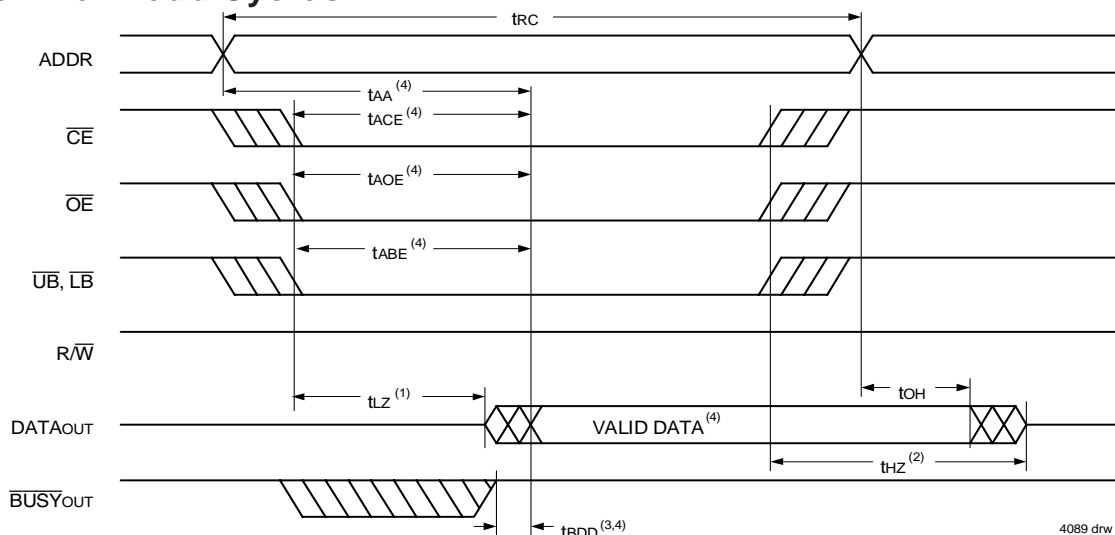 tRC
ADDR
tAA (4)
tACE (4)
CE
tAOE (4)
OE
tABE (4)
UB, LB
R/W
tLZ (1)
tOH
DATAOUT
VALID DATA (4)
tHZ (2)
BUSYOUT
tBDD (3,4)
4089 drw